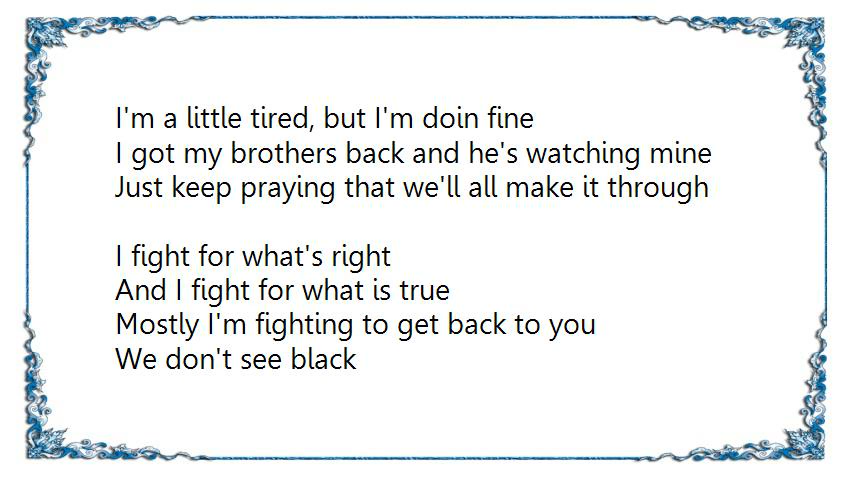 I'm a little tired, but I'm doin fine
I got my brothers back and he's watching mine
Just keep praying that we'll all make it through
I fight for what's right
And I fight for what is true
Mostly I'm fighting to get back to you
We don't see black